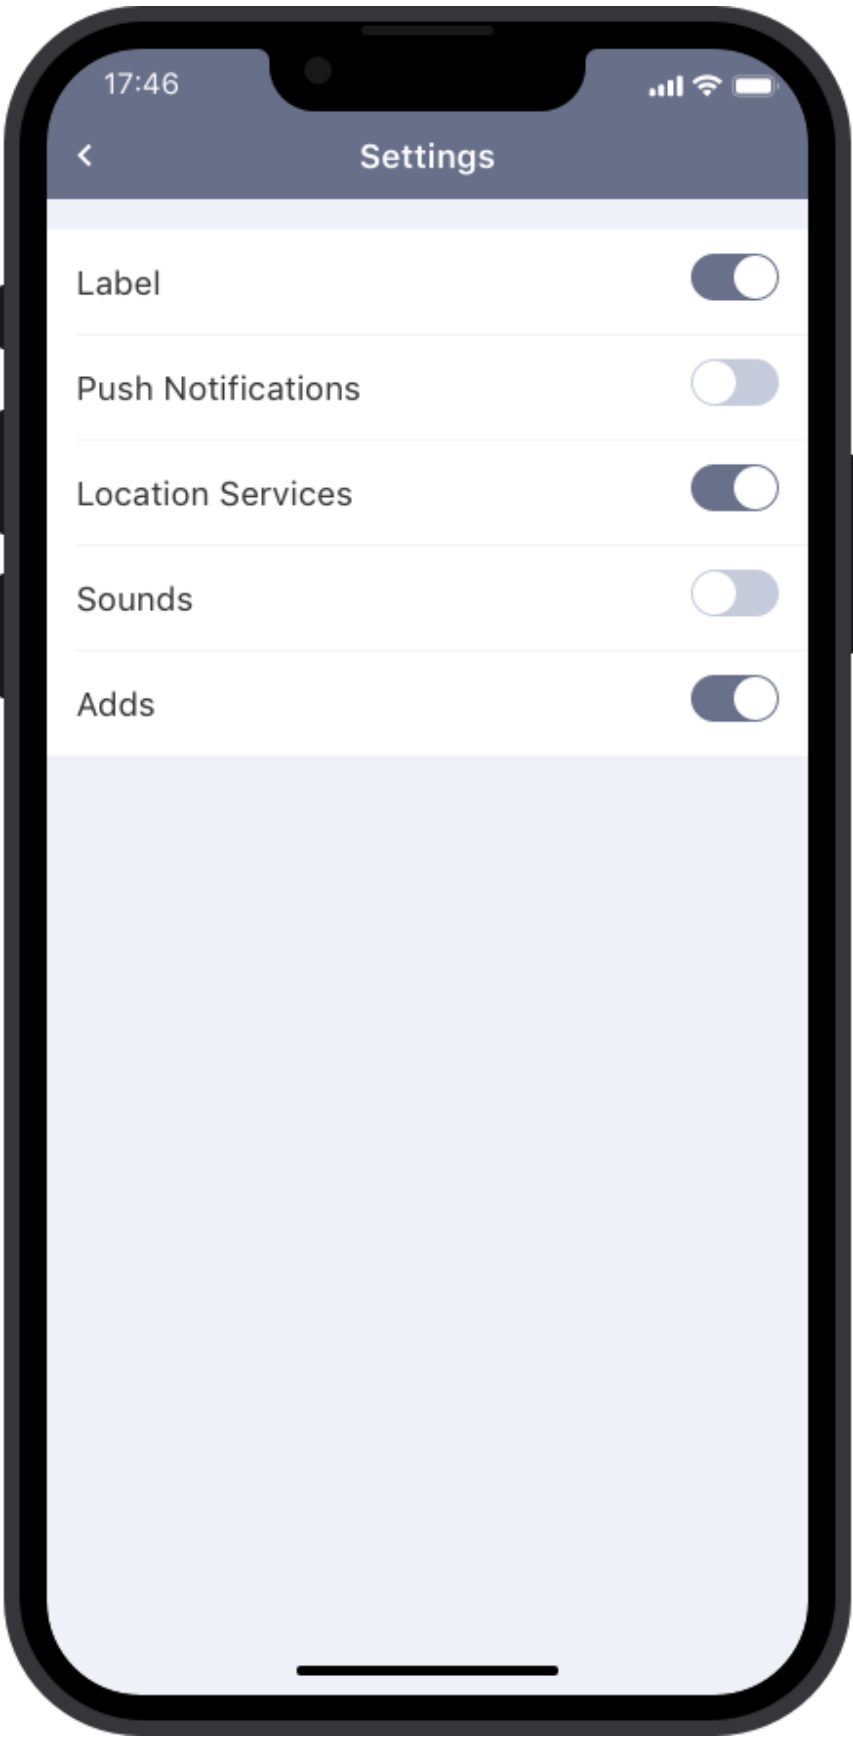 17:46
Settings
Label
Push Notifications
Location Services
Sounds
Adds